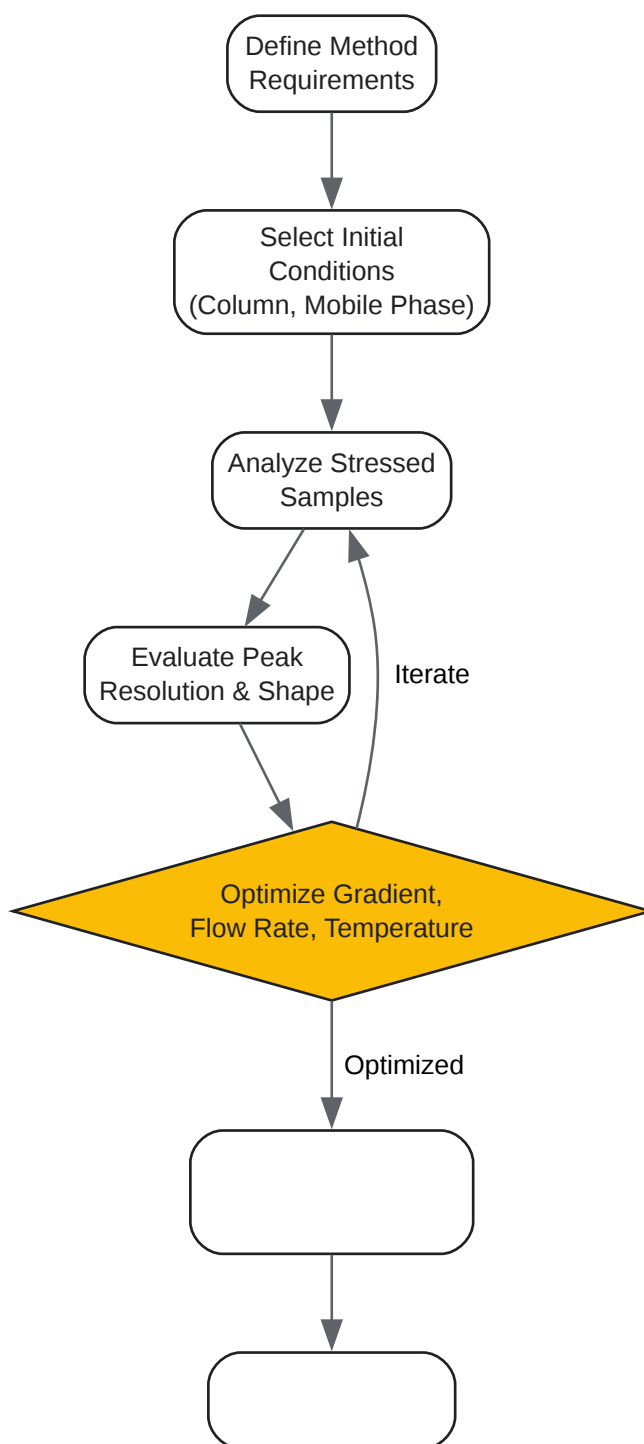 Define Method
Requirements
Select Initial
Conditions
(Column, Mobile Phase)
Analyze Stressed
Samples
Evaluate Peak
Resolution & Shape
Iterate
Optimize Gradient,
Flow Rate, Temperature
Optimized